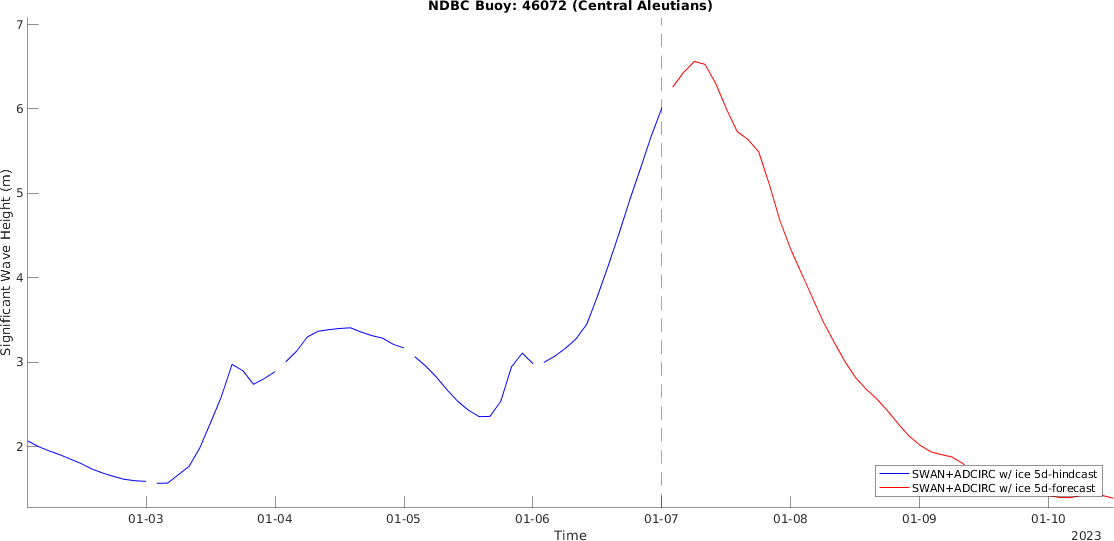 NDBC Buoy: 46072 (Central Aleutians)
7
6
5
4
3
2
Significant Wave Height (m)
SWAN+ADCIRC w/ ice 5d-hindcast
SWAN+ADCIRC w/ ice 5d-forecast
01-03 01-04 01-05 01-06 01-07 01-08 01-09 01-10
Time
2023